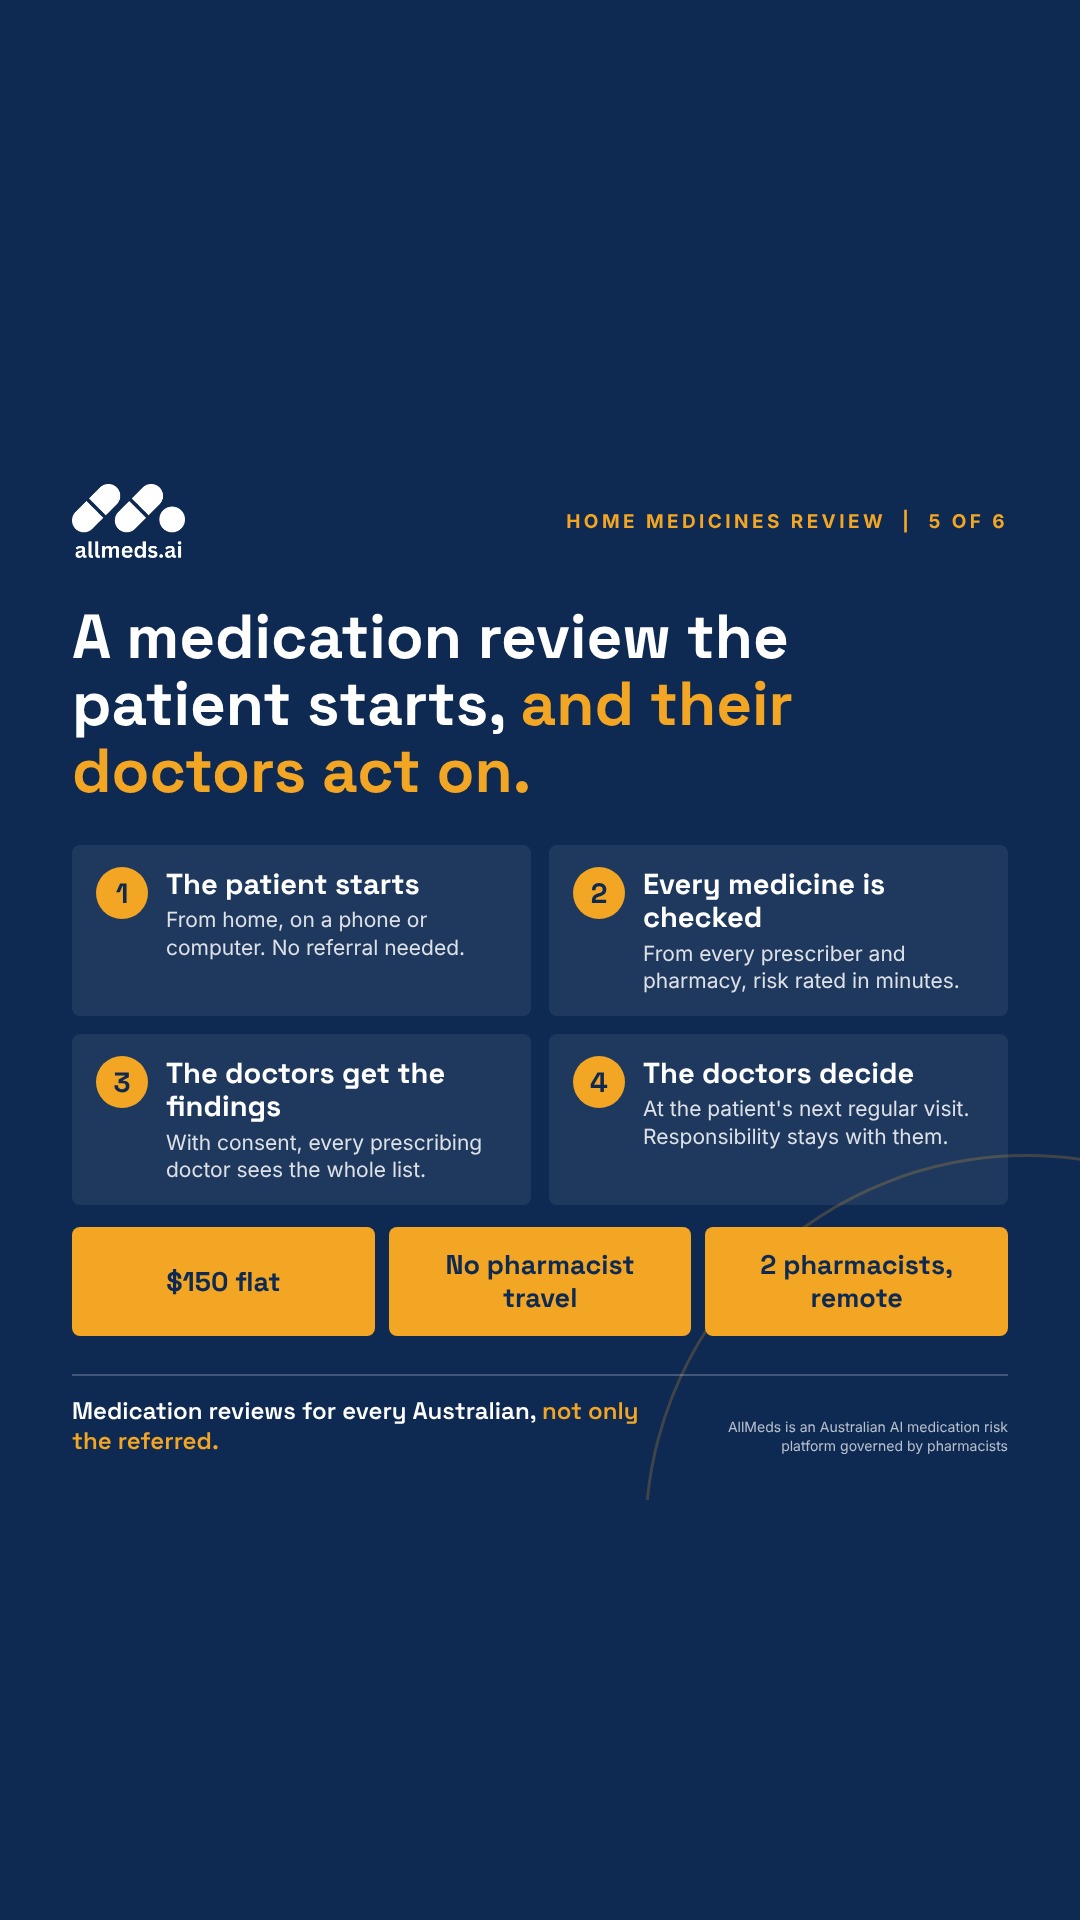 allmeds.ai
HOME MEDICINES REVIEW | 5 OF 6
A medication review the
patient starts, and their
doctors act on.
1
The patient starts
From home, on a phone or
computer. No referral needed.
2
Every medicine is
checked
From every prescriber and
pharmacy, risk rated in minutes.
3
The doctors get the
findings
With consent, every prescribing
doctor sees the whole list.
4
The doctors decide
At the patient's next regular visit.
Responsibility stays with them.
$150 flat
No pharmacist
travel
2 pharmacists,
remote
Medication reviews for every Australian, not only
the referred.
AllMeds is an Australian AI medication risk
platform governed by pharmacists